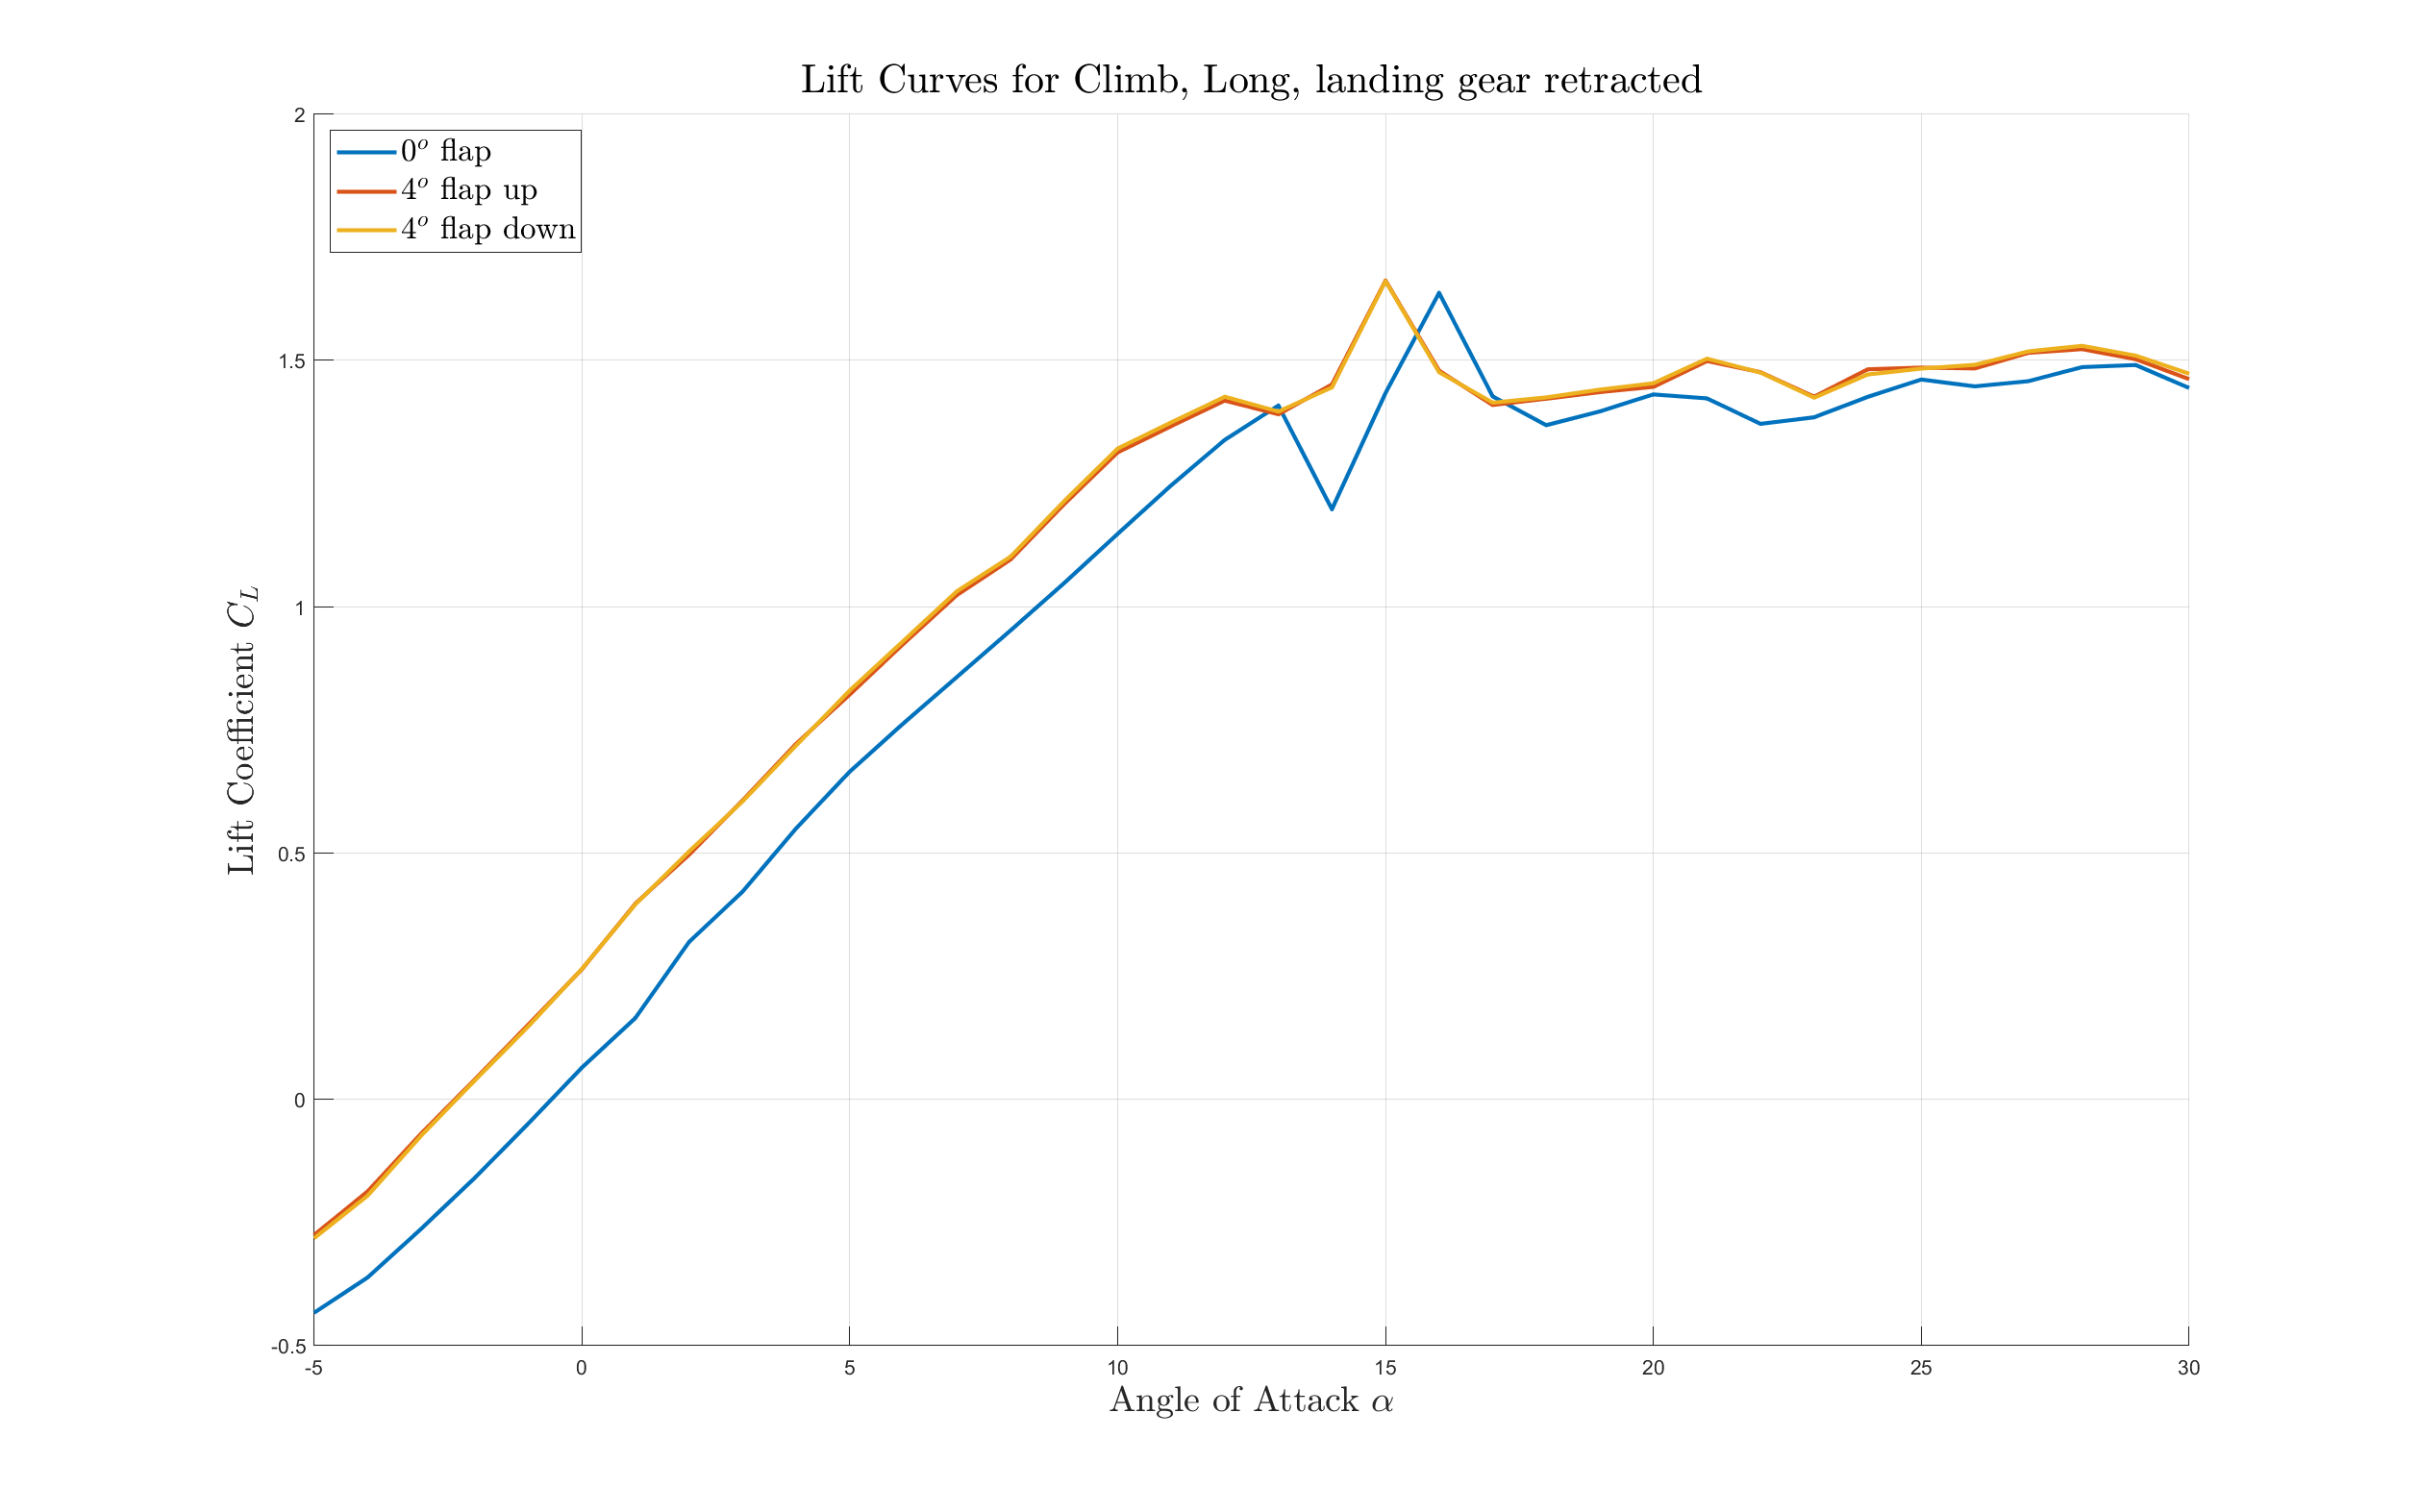 Lift Curves for Climb, Long, landing gear retracted
0° flap
4° flap up
4° flap down
Lift Coefficient C_L
2
1.5
1
0.5
0
-0.5
-5 0 5 10 15 20 25 30
Angle of Attack α